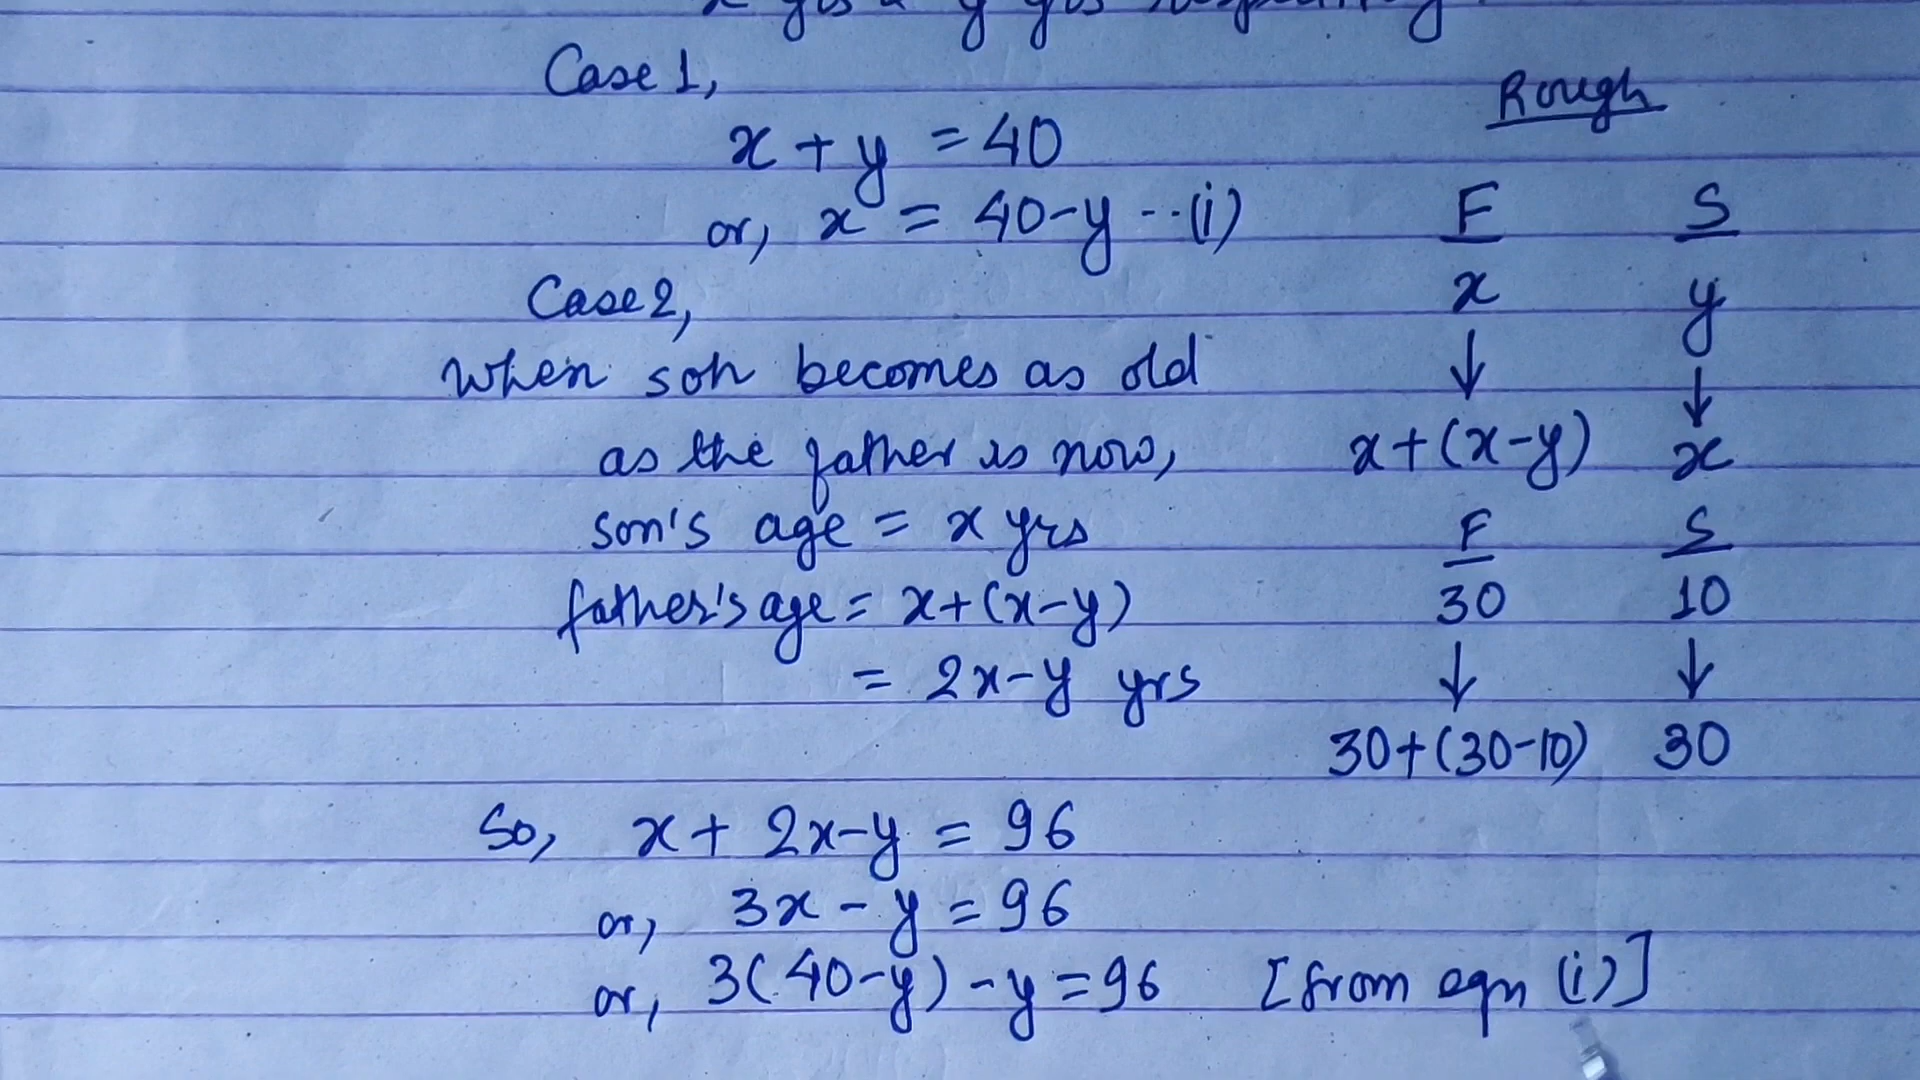 x yrs & y yrs
Case 1,
x + y = 40
or, x = 40-y --(i)
Case 2,
When son becomes as old
as the father is now,
son's age = x yrs
father's age = x+(x-y)
= 2x-y yrs
So, x + 2x-y = 96
or, 3x - y = 96
or, 3(40-y) - y = 96 [from eqn (i)]
Rough
F S
x y
↓ ↓
x+(x-y) x
F S
30 10
↓ ↓
30+(30-10) 30